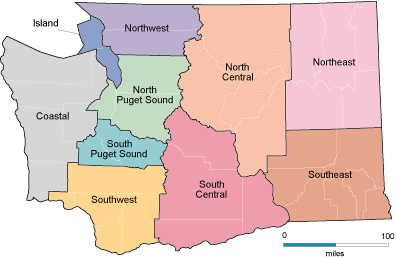 Island
Northwest
North
Central
Northeast
North
Puget Sound
Coastal
South
Puget Sound
South
Central
Southeast
Southwest
0
100
miles